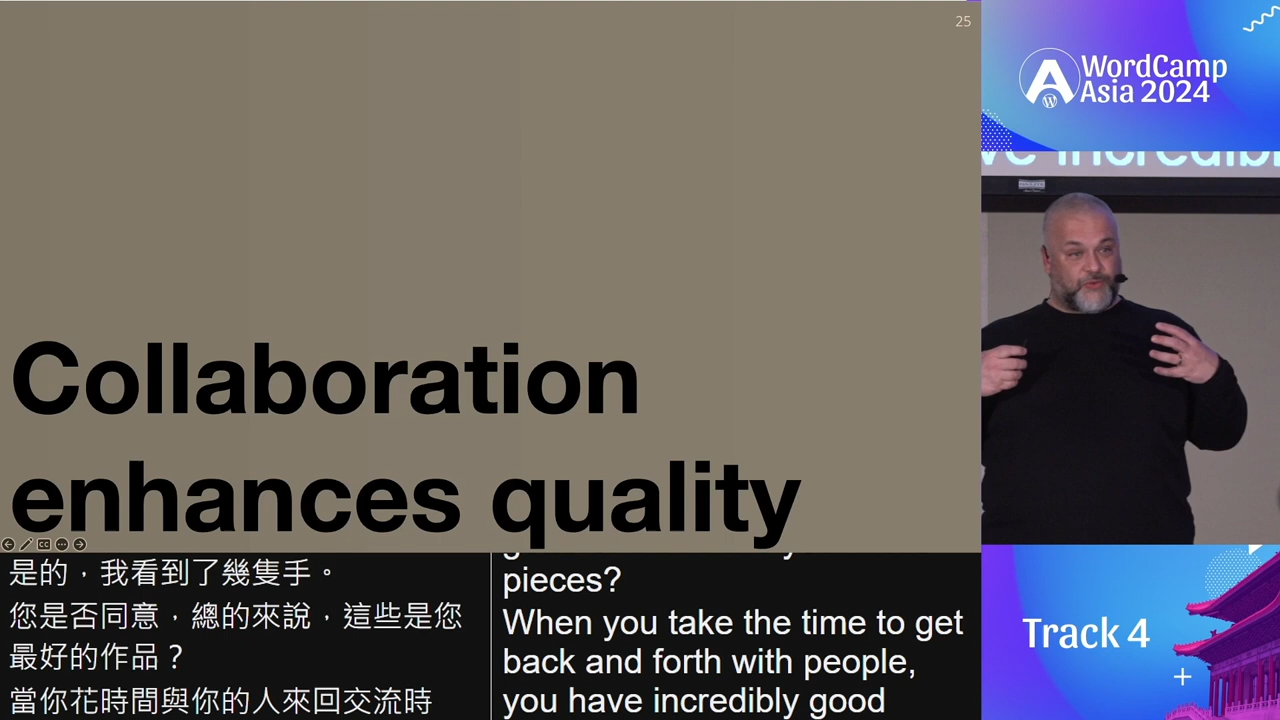 25
Collaboration
enhances quality
是的，我看到了幾隻手。
您是否同意，總的來說，這些是您
最好的作品？
當你花時間與你的人來回交流時
pieces?
When you take the time to get
back and forth with people,
you have incredibly good
WordCamp
Asia 2024
Track 4